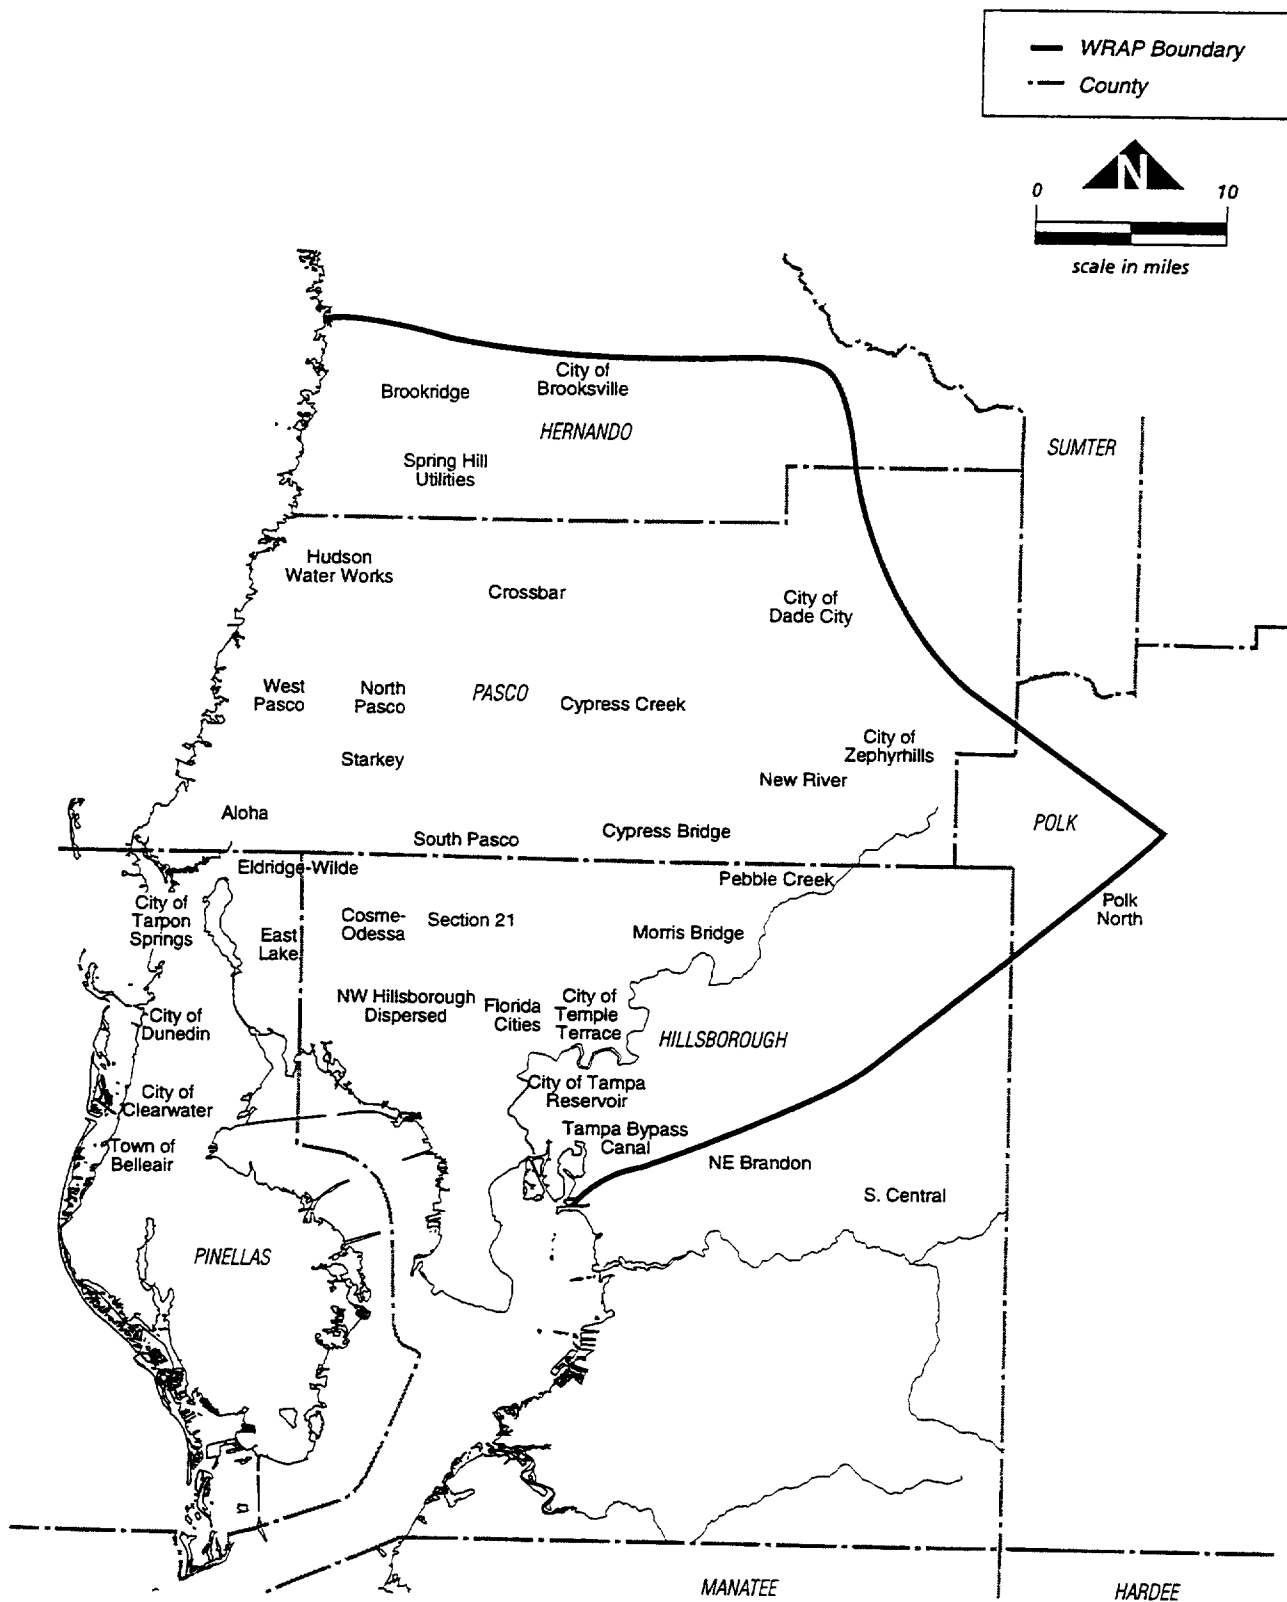 WRAP Boundary
County
N
0
10
scale in miles
City of
Brooksville
Brookridge
HERNANDO
SUMTER
Spring Hill
Utilities
Hudson
Water Works
Crossbar
City of
Dade City
West
Pasco
North
Pasco
PASCO
Cypress Creek
City of
Zephyrhills
Starkey
New River
Aloha
POLK
South Pasco
Cypress Bridge
Eldridge-Wilde
Pebble Creek
City of
Tarpon
Springs
East
Lake
Cosme-
Odessa
Section 21
Morris Bridge
Polk
North
NW Hillsborough
Dispersed
Florida
Cities
City of
Temple
Terrace
HILLSBOROUGH
City of
Dunedin
City of Tampa
Reservoir
City of
Clearwater
Tampa Bypass
Canal
Town of
Belleair
NE Brandon
S. Central
PINELLAS
MANATEE
HARDEE